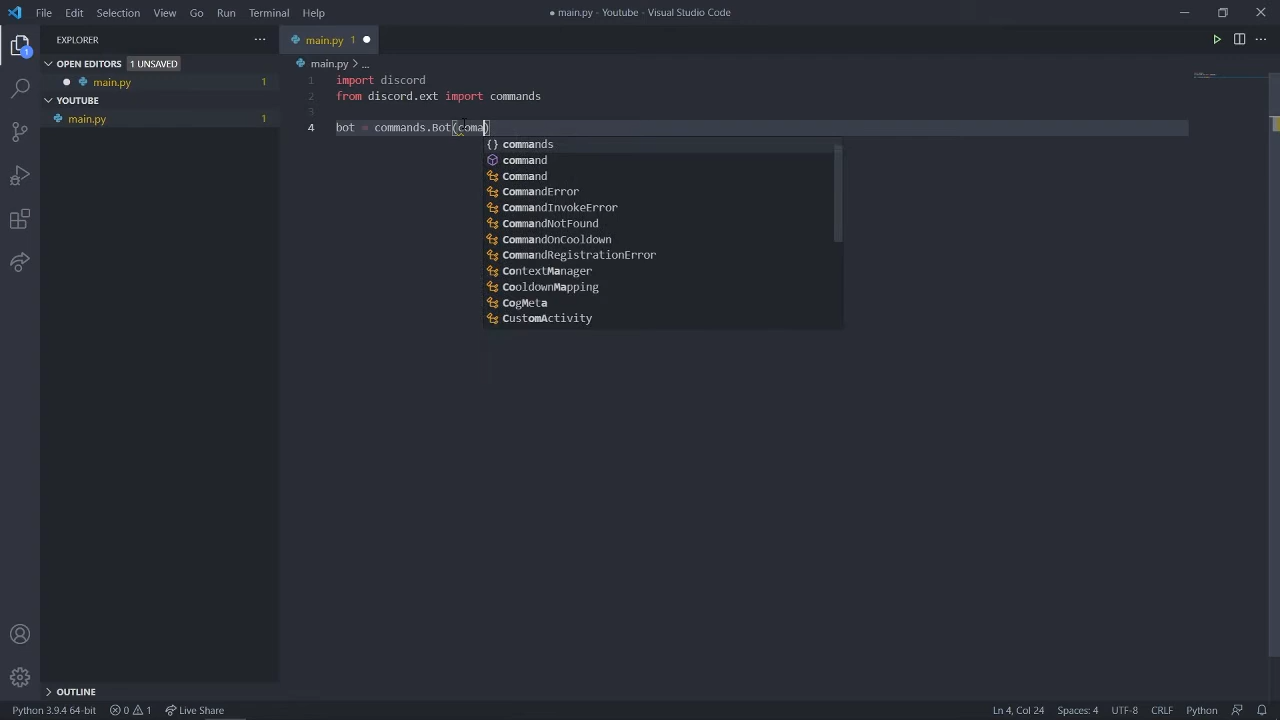 File Edit Selection View Go Run Terminal Help
● main.py - Youtube - Visual Studio Code
EXPLORER
main.py 1
OPEN EDITORS 1 UNSAVED
main.py > ...
main.py 1
YOUTUBE
main.py 1
1 import discord
2 from discord.ext import commands
3
4 bot = commands.Bot(coma)
commands
command
Command
CommandError
CommandInvokeError
CommandNotFound
CommandOnCooldown
CommandRegistrationError
ContextManager
CooldownMapping
CogMeta
CustomActivity
1
OUTLINE
Python 3.9.4 64-bit 0 1 Live Share Ln 4, Col 24 Spaces: 4 UTF-8 CRLF Python